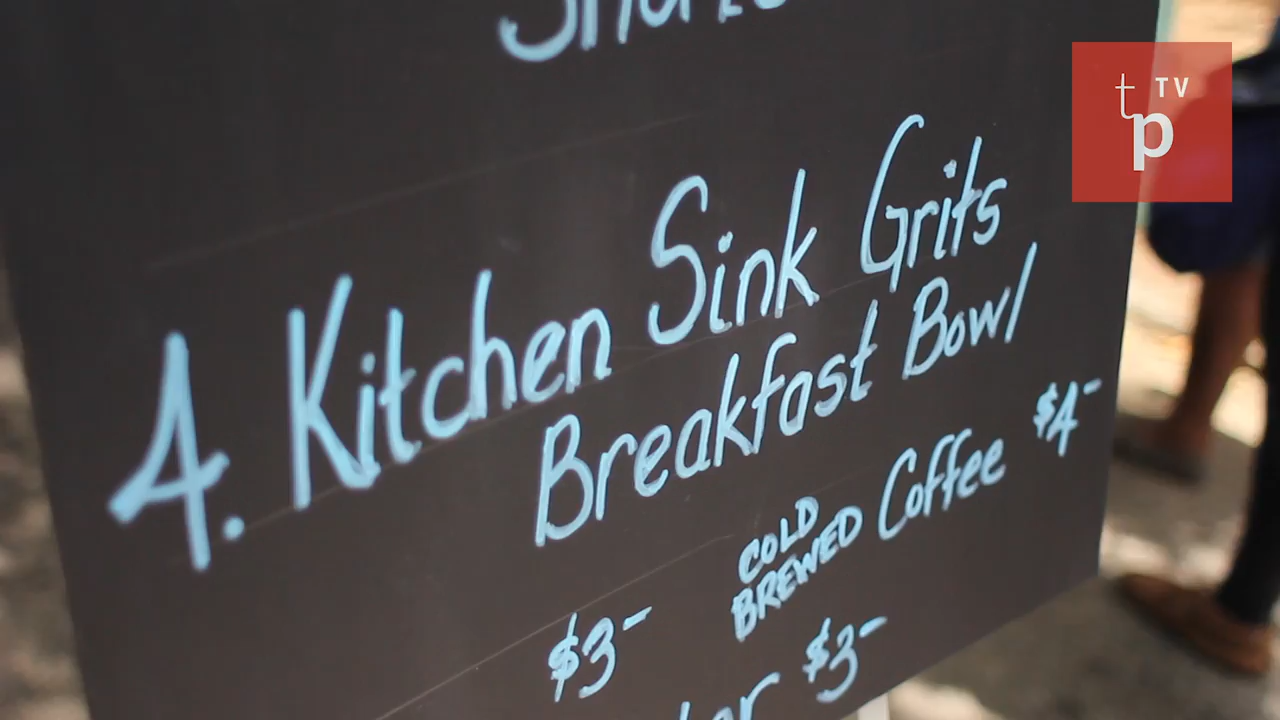 4. Kitchen Sink Grits
Breakfast Bowl
COLD
BREWED Coffee $4-
$3-
$3-
tp TV